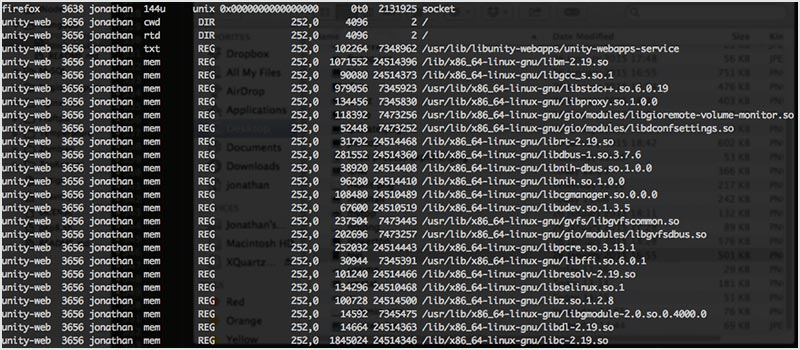 firefox 3638 jonathan 144u unix 0x0000000000000000 0t0 2131925 socket
unity-web 3656 jonathan cwd DIR 252,0 4096 2 /
unity-web 3656 jonathan rtd DIR 252,0 4096 2 /
unity-web 3656 jonathan txt REG 252,0 102264 7348962 /usr/lib/libunity-webapps/unity-webapps-service
unity-web 3656 jonathan mem REG 252,0 1071552 24514396 /lib/x86_64-linux-gnu/libm-2.19.so
unity-web 3656 jonathan mem REG 252,0 90080 24514373 /lib/x86_64-linux-gnu/libgcc_s.so.1
unity-web 3656 jonathan mem REG 252,0 979056 7345923 /usr/lib/x86_64-linux-gnu/libstdc++.so.6.0.19
unity-web 3656 jonathan mem REG 252,0 134456 7345830 /usr/lib/x86_64-linux-gnu/libproxy.so.1.0.0
unity-web 3656 jonathan mem REG 252,0 118392 7473256 /usr/lib/x86_64-linux-gnu/gio/modules/libgioremote-volume-monitor.so
unity-web 3656 jonathan mem REG 252,0 52448 7473252 /usr/lib/x86_64-linux-gnu/gio/modules/libdconfsettings.so
unity-web 3656 jonathan mem REG 252,0 31792 24514468 /lib/x86_64-linux-gnu/librt-2.19.so
unity-web 3656 jonathan mem REG 252,0 281552 24514360 /lib/x86_64-linux-gnu/libdbus-1.so.3.7.6
unity-web 3656 jonathan mem REG 252,0 38920 24514408 /lib/x86_64-linux-gnu/libnih-dbus.so.1.0.0
unity-web 3656 jonathan mem REG 252,0 96280 24514410 /lib/x86_64-linux-gnu/libnih.so.1.0.0
unity-web 3656 jonathan mem REG 252,0 108480 24510489 /lib/x86_64-linux-gnu/libcgmanager.so.0.0.0
unity-web 3656 jonathan mem REG 252,0 67600 24510519 /lib/x86_64-linux-gnu/libudev.so.1.3.5
unity-web 3656 jonathan mem REG 252,0 237504 7473445 /usr/lib/x86_64-linux-gnu/gvfs/libgvfscommon.so
unity-web 3656 jonathan mem REG 252,0 202696 7473257 /usr/lib/x86_64-linux-gnu/gio/modules/libgvfsdbus.so
unity-web 3656 jonathan mem REG 252,0 252032 24514443 /lib/x86_64-linux-gnu/libpcre.so.3.13.1
unity-web 3656 jonathan mem REG 252,0 30944 7345391 /usr/lib/x86_64-linux-gnu/libffi.so.6.0.1
unity-web 3656 jonathan mem REG 252,0 101240 24514466 /lib/x86_64-linux-gnu/libresolv-2.19.so
unity-web 3656 jonathan mem REG 252,0 134296 24510468 /lib/x86_64-linux-gnu/libselinux.so.1
unity-web 3656 jonathan mem REG 252,0 100728 24514500 /lib/x86_64-linux-gnu/libz.so.1.2.8
unity-web 3656 jonathan mem REG 252,0 14592 7345475 /usr/lib/x86_64-linux-gnu/libgmodule-2.0.so.0.4000.0
unity-web 3656 jonathan mem REG 252,0 14664 24514363 /lib/x86_64-linux-gnu/libdl-2.19.so
unity-web 3656 jonathan mem REG 252,0 1845024 24514346 /lib/x86_64-linux-gnu/libc-2.19.so
Date Modified
Size
Dropbox
All My Files
AirDrop
Applications
Desktop
Documents
Downloads
jonathan
Jonathan's
Macintosh HD
XQuartz...
Red
Orange
Yellow